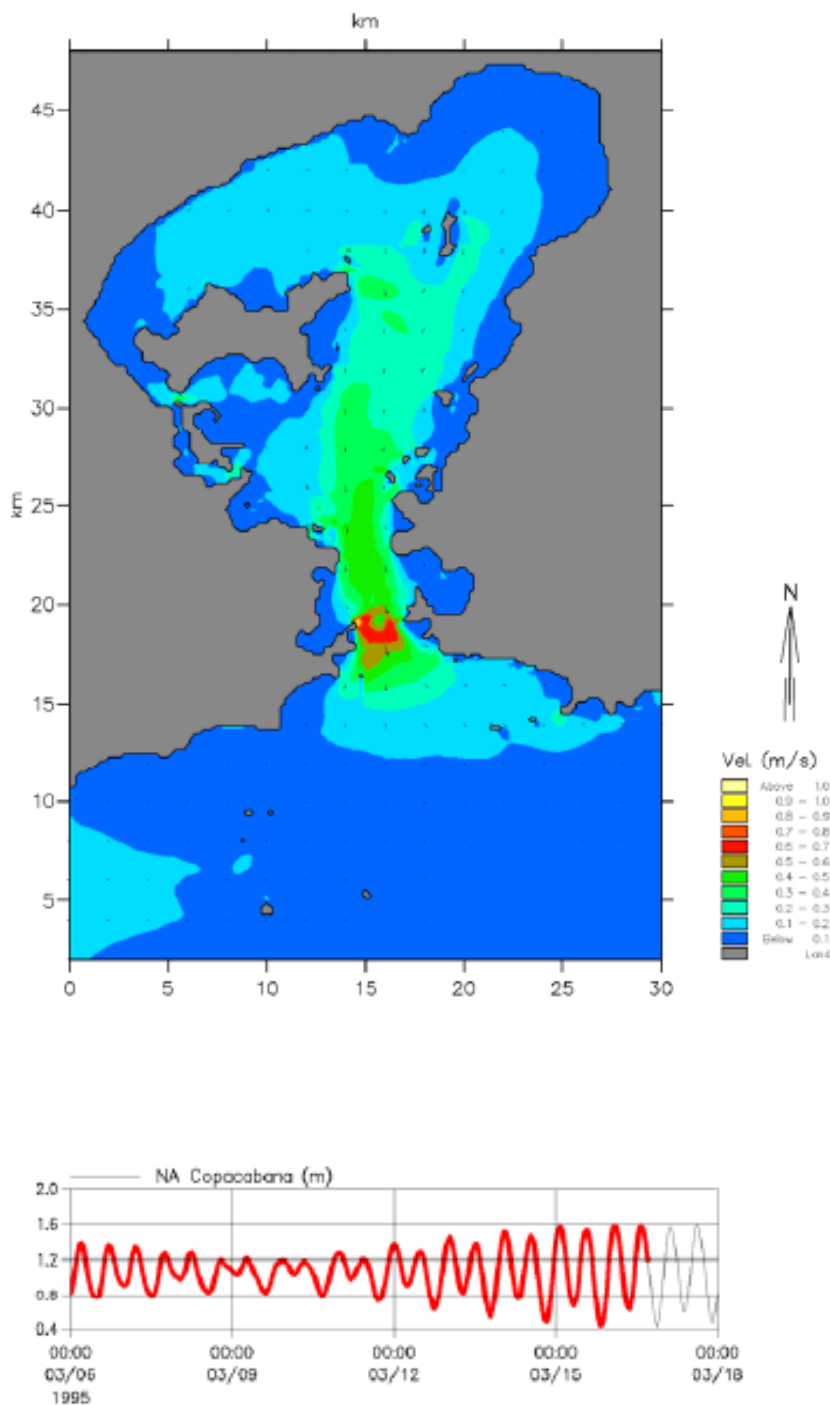 km
45
40
35
30
25
20
15
10
5
km
0 5 10 15 20 25 30
N
Vel. (m/s)
Above 1.0
0.9 - 1.0
0.8 - 0.9
0.7 - 0.8
0.6 - 0.7
0.5 - 0.6
0.4 - 0.5
0.3 - 0.4
0.2 - 0.3
0.1 - 0.2
Below 0.1
Land
NA Copacabana (m)
2.0
1.6
1.2
0.8
0.4
00:00 00:00 00:00 00:00 00:00
03/06 03/09 03/12 03/15 03/18
1995